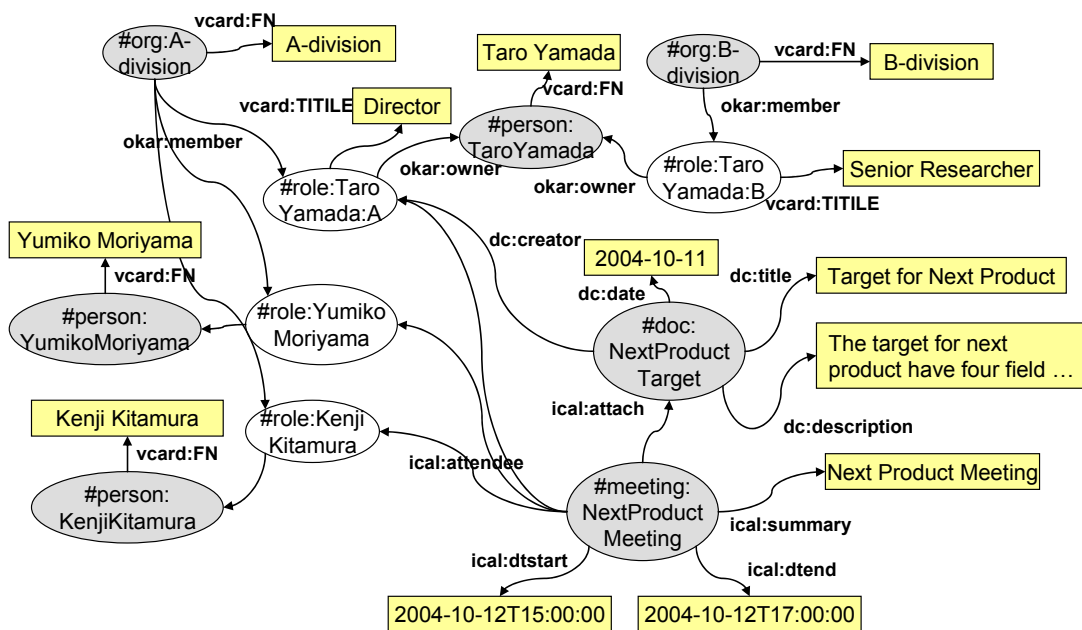 vcard:FN
#org:A-
division
A-division
Taro Yamada
#org:B-
division
vcard:FN
B-division
vcard:TITILE
Director
vcard:FN
okar:member
okar:member
#person:
TaroYamada
okar:owner
#role:Taro
Yamada:A
okar:owner
#role:Taro
Yamada:B
Senior Researcher
vcard:TITILE
Yumiko Moriyama
vcard:FN
dc:creator
2004-10-11
dc:title
Target for Next Product
dc:date
#person:
YumikoMoriyama
#role:Yumiko
Moriyama
#doc:
NextProduct
Target
The target for next
product have four field …
Kenji Kitamura
#role:Kenji
Kitamura
ical:attach
dc:description
vcard:FN
ical:attendee
#person:
KenjiKitamura
#meeting:
NextProduct
Meeting
Next Product Meeting
ical:summary
ical:dtstart
ical:dtend
2004-10-12T15:00:00
2004-10-12T17:00:00